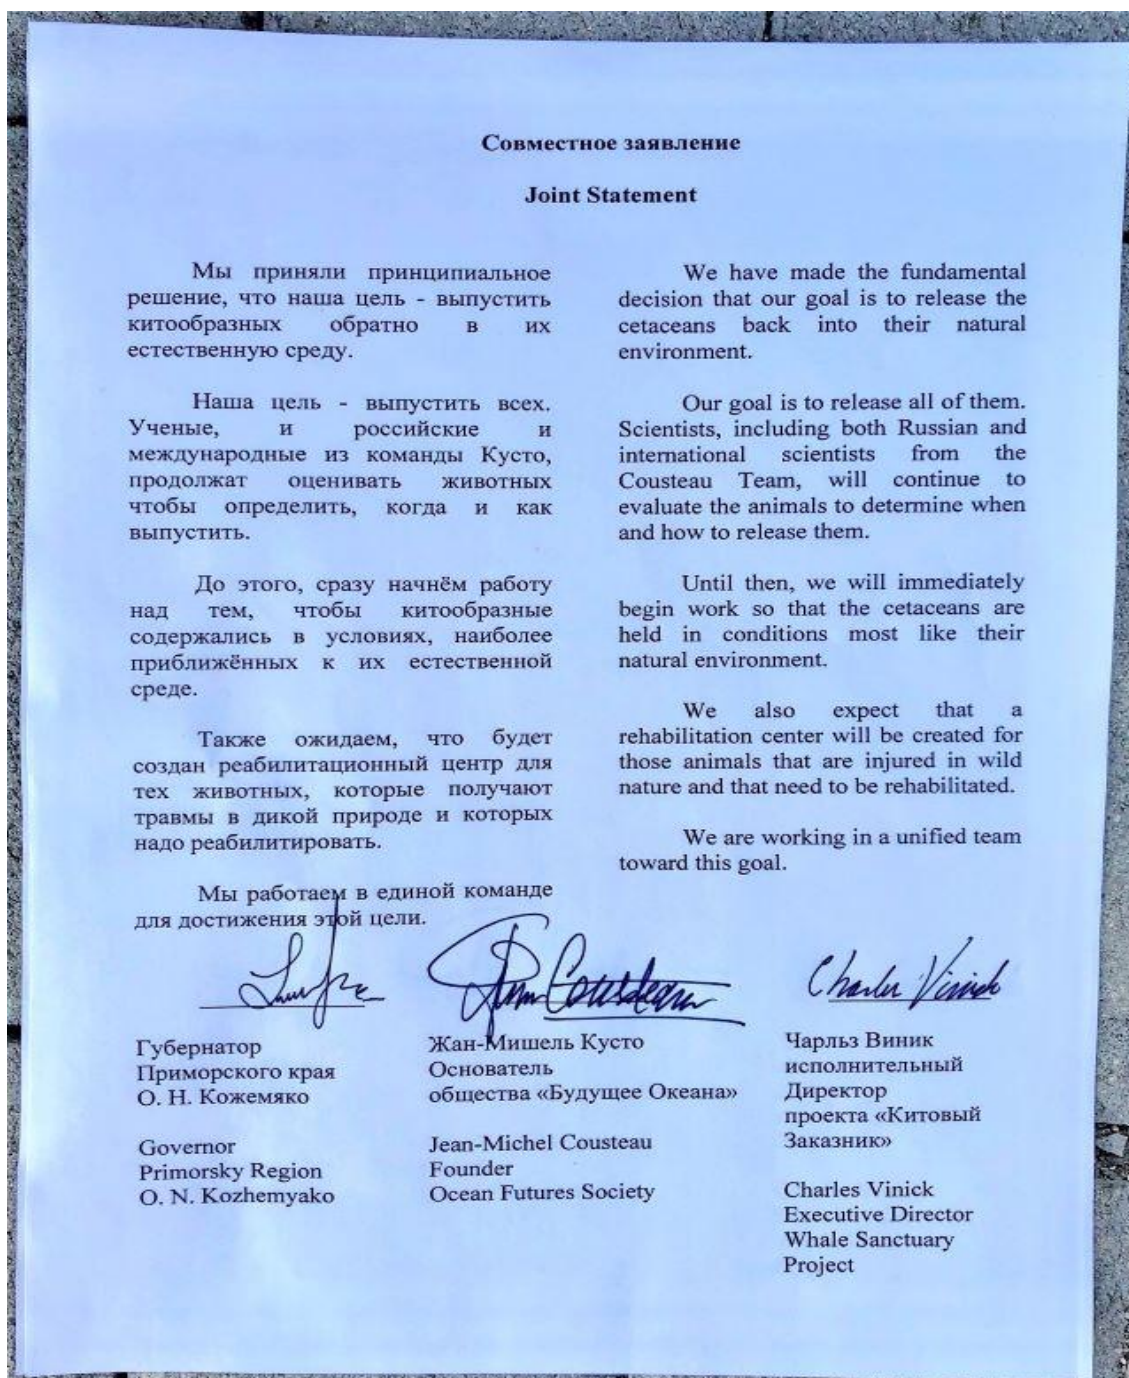 Совместное заявление
Joint Statement
Мы приняли принципиальное
решение, что наша цель - выпустить
китообразных обратно в их
естественную среду.
Наша цель - выпустить всех.
Ученые, и российские и
международные из команды Кусто,
продолжат оценивать животных
чтобы определить, когда и как
выпустить.
До этого, сразу начнём работу
над тем, чтобы китообразные
содержались в условиях, наиболее
приближённых к их естественной
среде.
Также ожидаем, что будет
создан реабилитационный центр для
тех животных, которые получают
травмы в дикой природе и которых
надо реабилитировать.
Мы работаем в единой команде
для достижения этой цели.
We have made the fundamental
decision that our goal is to release the
cetaceans back into their natural
environment.
Our goal is to release all of them.
Scientists, including both Russian and
international scientists from the
Cousteau Team, will continue to
evaluate the animals to determine when
and how to release them.
Until then, we will immediately
begin work so that the cetaceans are
held in conditions most like their
natural environment.
We also expect that a
rehabilitation center will be created for
those animals that are injured in wild
nature and that need to be rehabilitated.
We are working in a unified team
toward this goal.
Cousteau
Charles Vinick
Губернатор
Приморского края
О. Н. Кожемяко
Governor
Primorsky Region
O. N. Kozhemyako
Жан-Мишель Кусто
Основатель
общества «Будущее Океана»
Jean-Michel Cousteau
Founder
Ocean Futures Society
Чарльз Виник
исполнительный
Директор
проекта «Китовый
Заказник»
Charles Vinick
Executive Director
Whale Sanctuary
Project